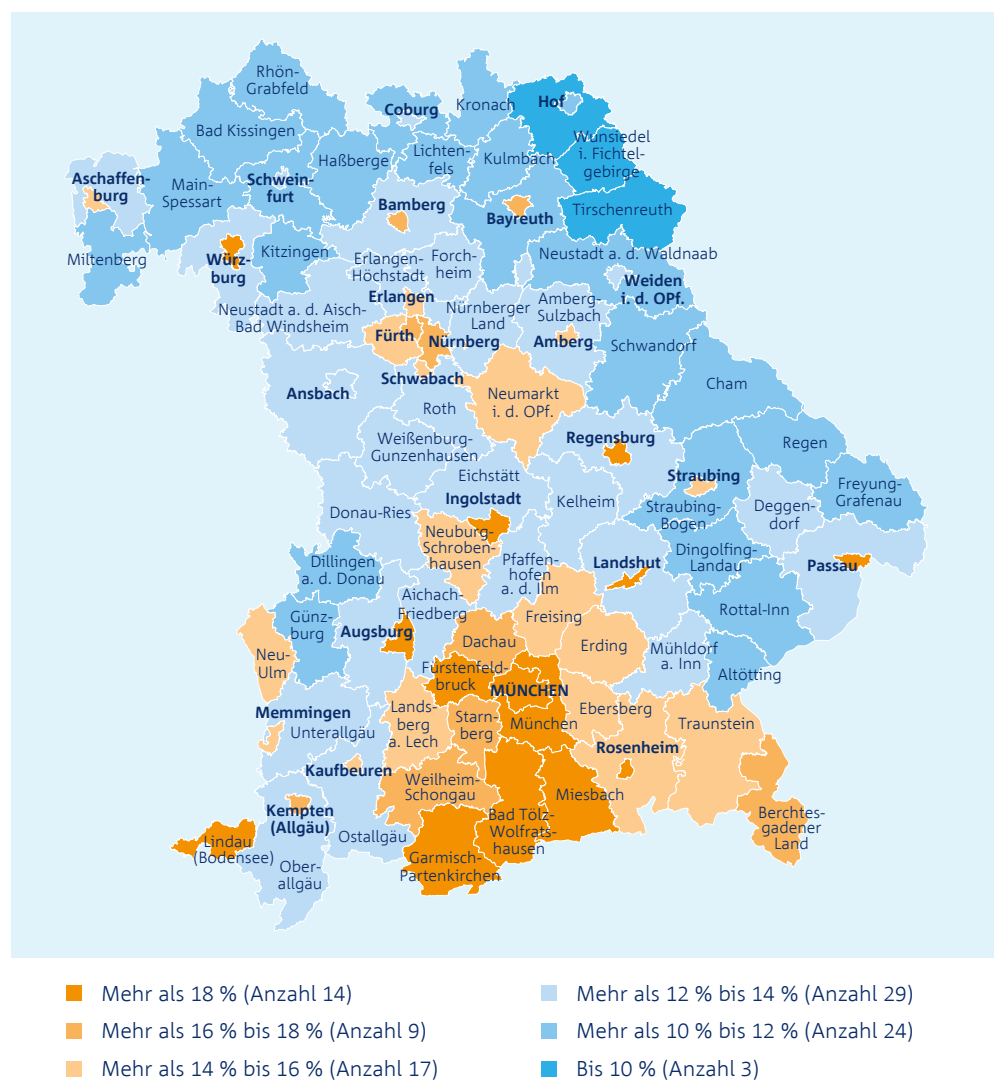 Rhön-
Grabfeld
Coburg
Kronach
Hof
Bad Kissingen
Wunsiedel
i. Fichtel-
gebirge
Haßberge
Lichten-
fels
Kulmbach
Aschaffen-
burg
Main-
Spessart
Schwein-
furt
Bamberg
Bayreuth
Tirschenreuth
Miltenberg
Würz-
burg
Kitzingen
Erlangen-
Höchstadt
Forch-
heim
Neustadt a. d. Waldnaab
Weiden
i. d. OPf.
Erlangen
Neustadt a. d. Aisch-
Bad Windsheim
Nürnberger
Land
Amberg-
Sulzbach
Fürth
Nürnberg
Amberg
Schwandorf
Schwabach
Ansbach
Roth
Neumarkt
i. d. OPf.
Cham
Weißenburg-
Gunzenhausen
Regensburg
Regen
Eichstätt
Straubing
Freyung-
Grafenau
Ingolstadt
Kelheim
Straubing-
Bogen
Deggen-
dorf
Donau-Ries
Neuburg-
Schroben-
hausen
Dillingen
a. d. Donau
Pfaffen-
hofen
a. d. Ilm
Landshut
Dingolfing-
Landau
Passau
Aichach-
Friedberg
Günz-
burg
Augsburg
Freising
Rottal-Inn
Neu-
Ulm
Dachau
Erding
Mühldorf
a. Inn
Altötting
Fürstenfeld-
bruck
MÜNCHEN
Memmingen
Unterallgäu
Lands-
berg
a. Lech
Starn-
berg
München
Ebersberg
Traunstein
Rosenheim
Kaufbeuren
Weilheim-
Schongau
Miesbach
Kempten
(Allgäu)
Bad Tölz-
Wolfrats-
hausen
Berchtes-
gadener
Land
Lindau
(Bodensee)
Ostallgäu
Ober-
allgäu
Garmisch-
Partenkirchen
Mehr als 18 % (Anzahl 14)
Mehr als 16 % bis 18 % (Anzahl 9)
Mehr als 14 % bis 16 % (Anzahl 17)
Mehr als 12 % bis 14 % (Anzahl 29)
Mehr als 10 % bis 12 % (Anzahl 24)
Bis 10 % (Anzahl 3)